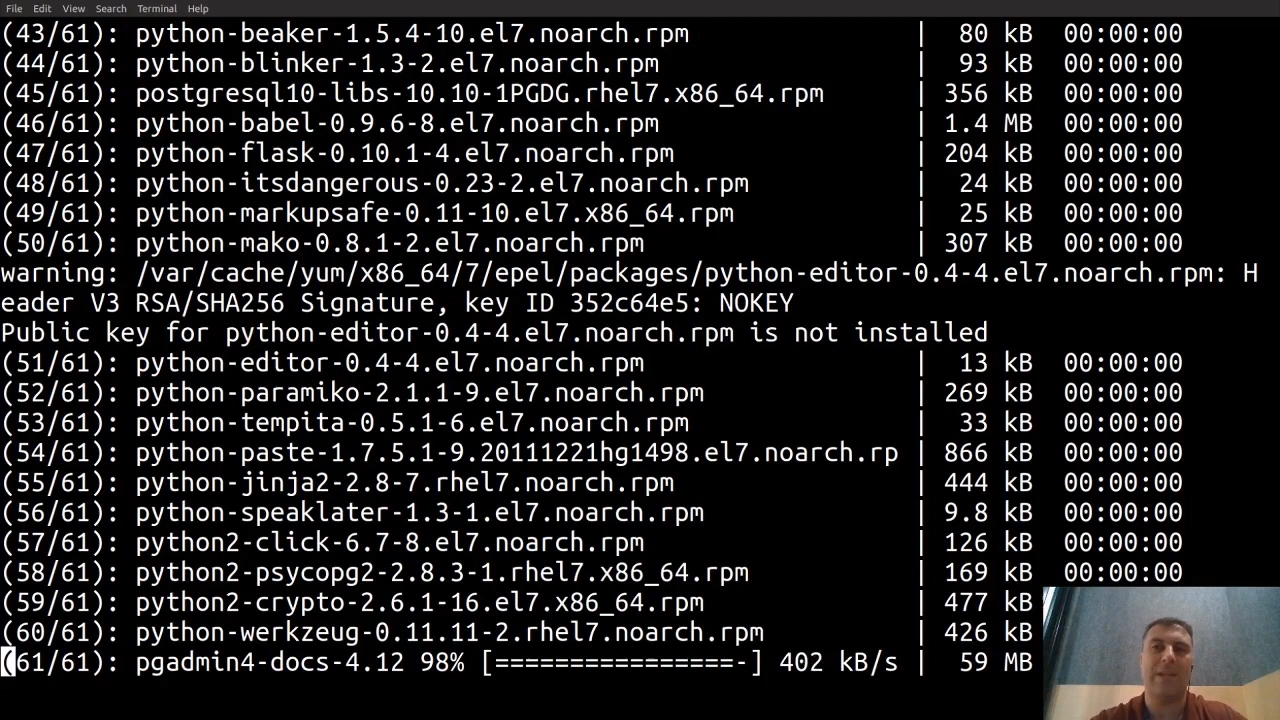 File Edit View Search Terminal Help
(43/61): python-beaker-1.5.4-10.el7.noarch.rpm | 80 kB 00:00:00
(44/61): python-blinker-1.3-2.el7.noarch.rpm | 93 kB 00:00:00
(45/61): postgresql10-libs-10.10-1PGDG.rhel7.x86_64.rpm | 356 kB 00:00:00
(46/61): python-babel-0.9.6-8.el7.noarch.rpm | 1.4 MB 00:00:00
(47/61): python-flask-0.10.1-4.el7.noarch.rpm | 204 kB 00:00:00
(48/61): python-itsdangerous-0.23-2.el7.noarch.rpm | 24 kB 00:00:00
(49/61): python-markupsafe-0.11-10.el7.x86_64.rpm | 25 kB 00:00:00
(50/61): python-mako-0.8.1-2.el7.noarch.rpm | 307 kB 00:00:00
warning: /var/cache/yum/x86_64/7/epel/packages/python-editor-0.4-4.el7.noarch.rpm: H
eader V3 RSA/SHA256 Signature, key ID 352c64e5: NOKEY
Public key for python-editor-0.4-4.el7.noarch.rpm is not installed
(51/61): python-editor-0.4-4.el7.noarch.rpm | 13 kB 00:00:00
(52/61): python-paramiko-2.1.1-9.el7.noarch.rpm | 269 kB 00:00:00
(53/61): python-tempita-0.5.1-6.el7.noarch.rpm | 33 kB 00:00:00
(54/61): python-paste-1.7.5.1-9.20111221hg1498.el7.noarch.rp | 866 kB 00:00:00
(55/61): python-jinja2-2.8-7.rhel7.noarch.rpm | 444 kB 00:00:00
(56/61): python-speaklater-1.3-1.el7.noarch.rpm | 9.8 kB 00:00:00
(57/61): python2-click-6.7-8.el7.noarch.rpm | 126 kB 00:00:00
(58/61): python2-psycopg2-2.8.3-1.rhel7.x86_64.rpm | 169 kB 00:00:00
(59/61): python2-crypto-2.6.1-16.el7.x86_64.rpm | 477 kB
(60/61): python-werkzeug-0.11.11-2.rhel7.noarch.rpm | 426 kB
(61/61): pgadmin4-docs-4.12 98% [================-] 402 kB/s | 59 MB